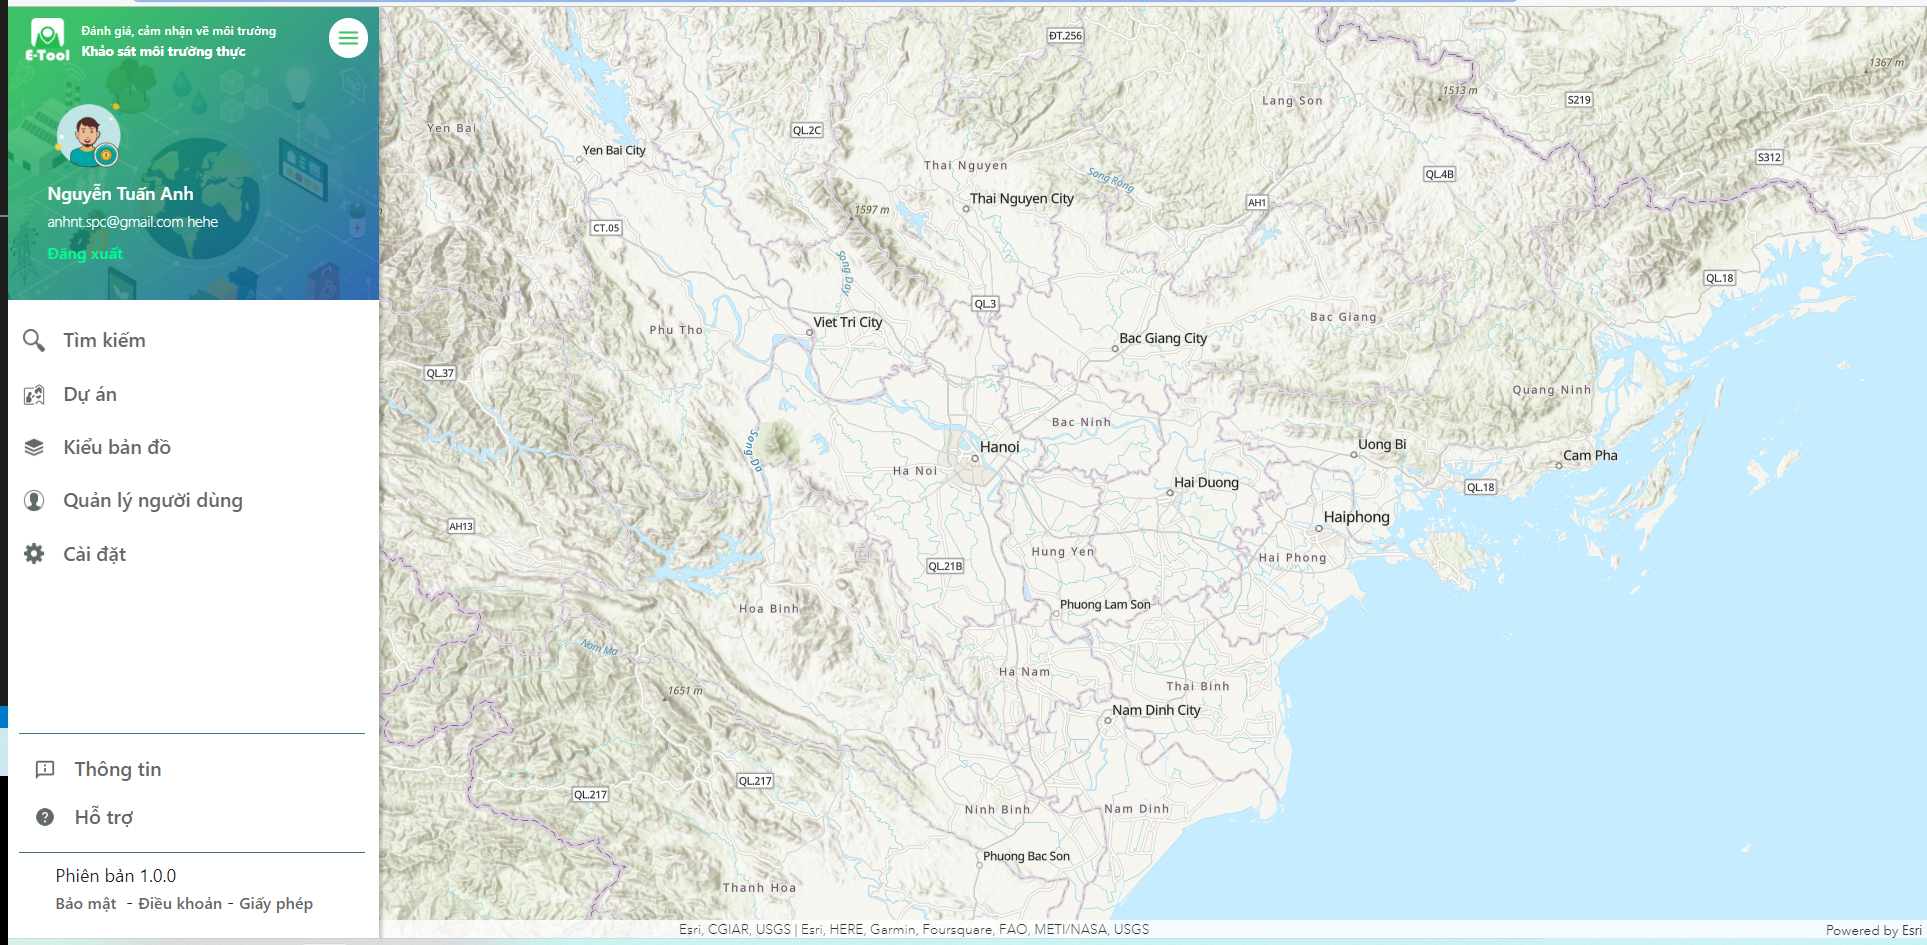 E-Tool
Đánh giá, cảm nhận về môi trường
Khảo sát môi trường thực
Nguyễn Tuấn Anh
anhnt.spc@gmail.com hehe
Đăng xuất
Tìm kiếm
Dự án
Kiểu bản đồ
Quản lý người dùng
Cài đặt
Thông tin
Hỗ trợ
Phiên bản 1.0.0
Bảo mật - Điều khoản - Giấy phép
ĐT.256
1367 m
1513 m
Lang Son
S219
Yen Bai
QL.2C
Yen Bai City
Thai Nguyen
S312
Song Rong
QL.4B
Thai Nguyen City
AH1
1597 m
CT.05
Song Day
QL.18
QL.3
Bac Giang
Viet Tri City
Phu Tho
Bac Giang City
QL.37
Quang Ninh
Bac Ninh
Song Da
Hanoi
Uong Bi
Cam Pha
Ha Noi
Hai Duong
QL.18
Haiphong
AH13
Hung Yen
Hai Phong
QL.21B
Hoa Binh
Phuong Lam Son
Nam Ma
Ha Nam
Thai Binh
1651 m
Nam Dinh City
QL.217
QL.217
Ninh Binh
Nam Dinh
Phuong Bac Son
Thanh Hoa
Esri, CGIAR, USGS | Esri, HERE, Garmin, Foursquare, FAO, METI/NASA, USGS
Powered by Esri